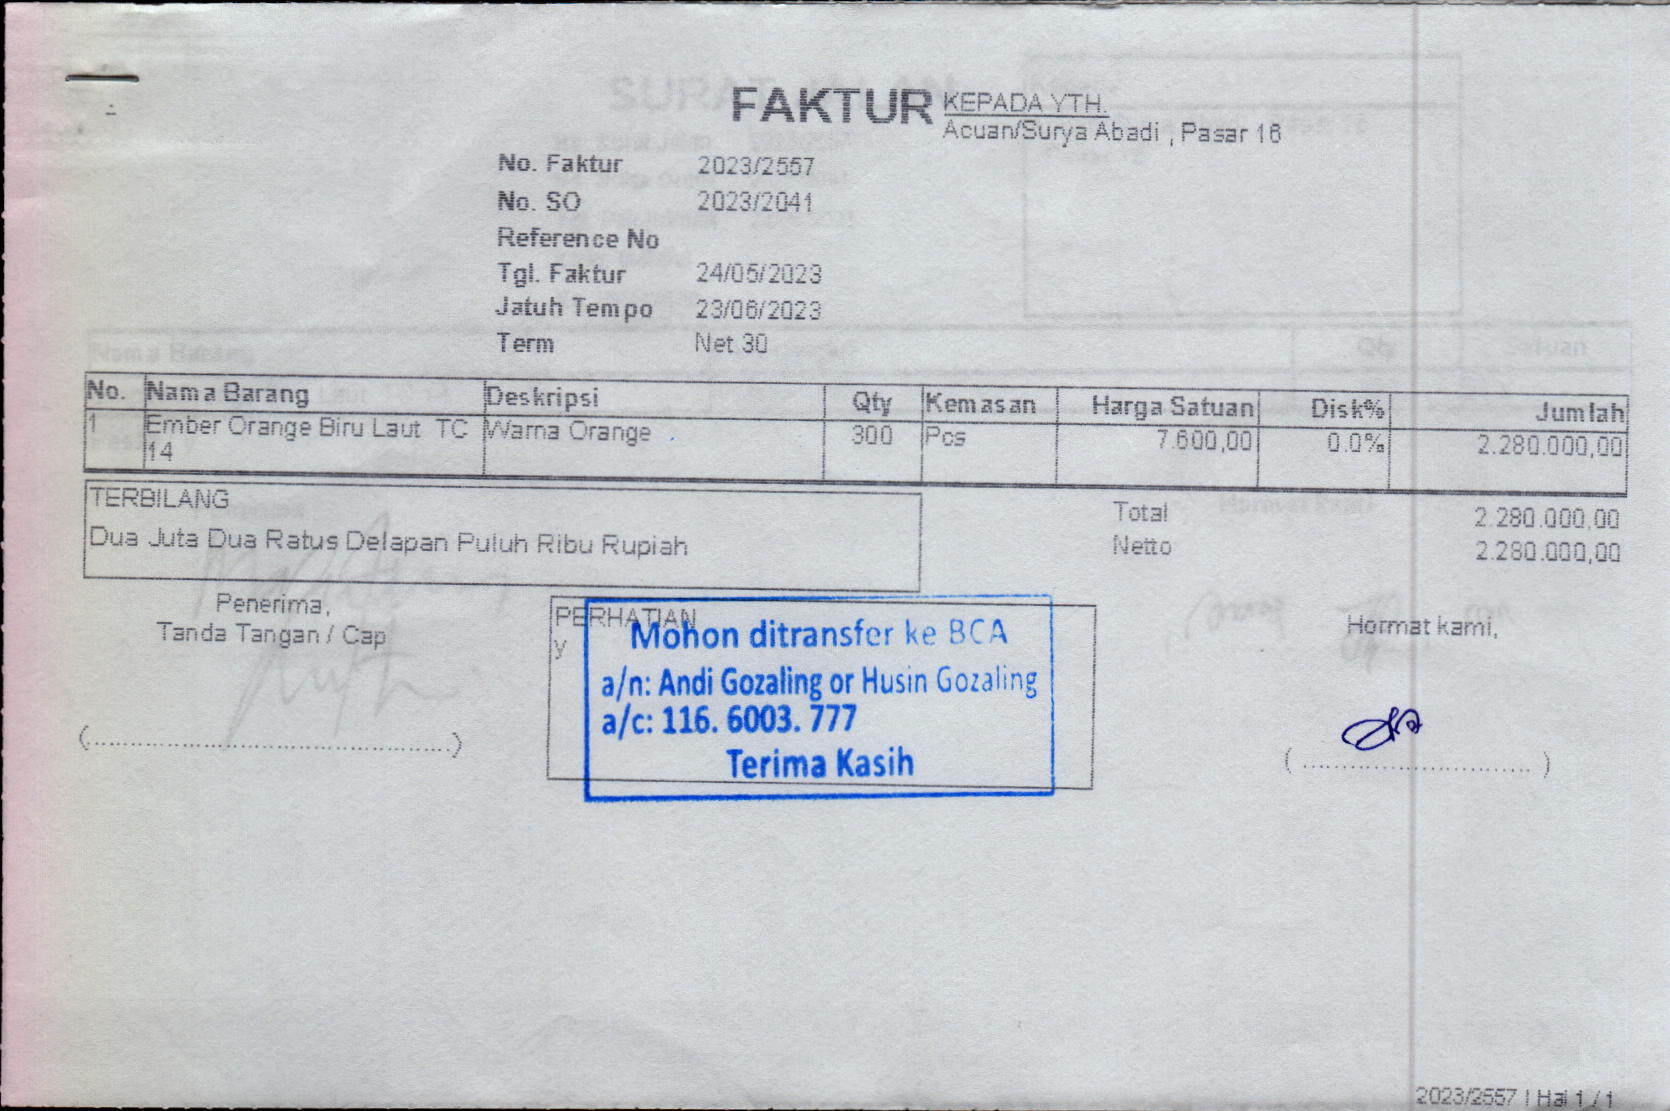 FAKTUR
KEPADA YTH.
Acuan/Surya Abadi , Pasar 16
No. Faktur 2023/2557
No. SO 2023/2041
Reference No
Tgl. Faktur 24/05/2023
Jatuh Tempo 23/06/2023
Term Net 30
No. Nama Barang Deskripsi Qty Kemasan Harga Satuan Disk% Jumlah
1 Ember Orange Biru Laut TC Warna Orange 300 Pcs 7.600,00 0.0% 2.280.000,00
14
TERBILANG
Dua Juta Dua Ratus Delapan Puluh Ribu Rupiah
Total 2.280.000,00
Netto 2.280.000,00
Penerima,
Tanda Tangan / Cap
(..............................................)
PERHATIAN
y
Mohon ditransfer ke BCA
a/n: Andi Gozaling or Husin Gozaling
a/c: 116. 6003. 777
Terima Kasih
Hormat kami,
( ............................. )
2023/2557 | Hal 1 / 1